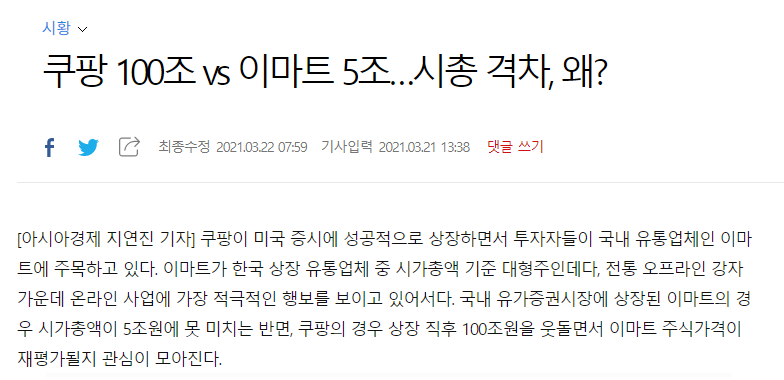 시황
쿠팡 100조 vs 이마트 5조...시총 격차, 왜?
최종수정 2021.03.22 07:59 기사입력 2021.03.21 13:38 댓글 쓰기
[아시아경제 지연진 기자] 쿠팡이 미국 증시에 성공적으로 상장하면서 투자자들이 국내 유통업체인 이마
트에 주목하고 있다. 이마트가 한국 상장 유통업체 중 시가총액 기준 대형주인데다, 전통 오프라인 강자
가운데 온라인 사업에 가장 적극적인 행보를 보이고 있어서다. 국내 유가증권시장에 상장된 이마트의 경
우 시가총액이 5조원에 못 미치는 반면, 쿠팡의 경우 상장 직후 100조원을 웃돌면서 이마트 주식가격이
재평가될지 관심이 모아진다.